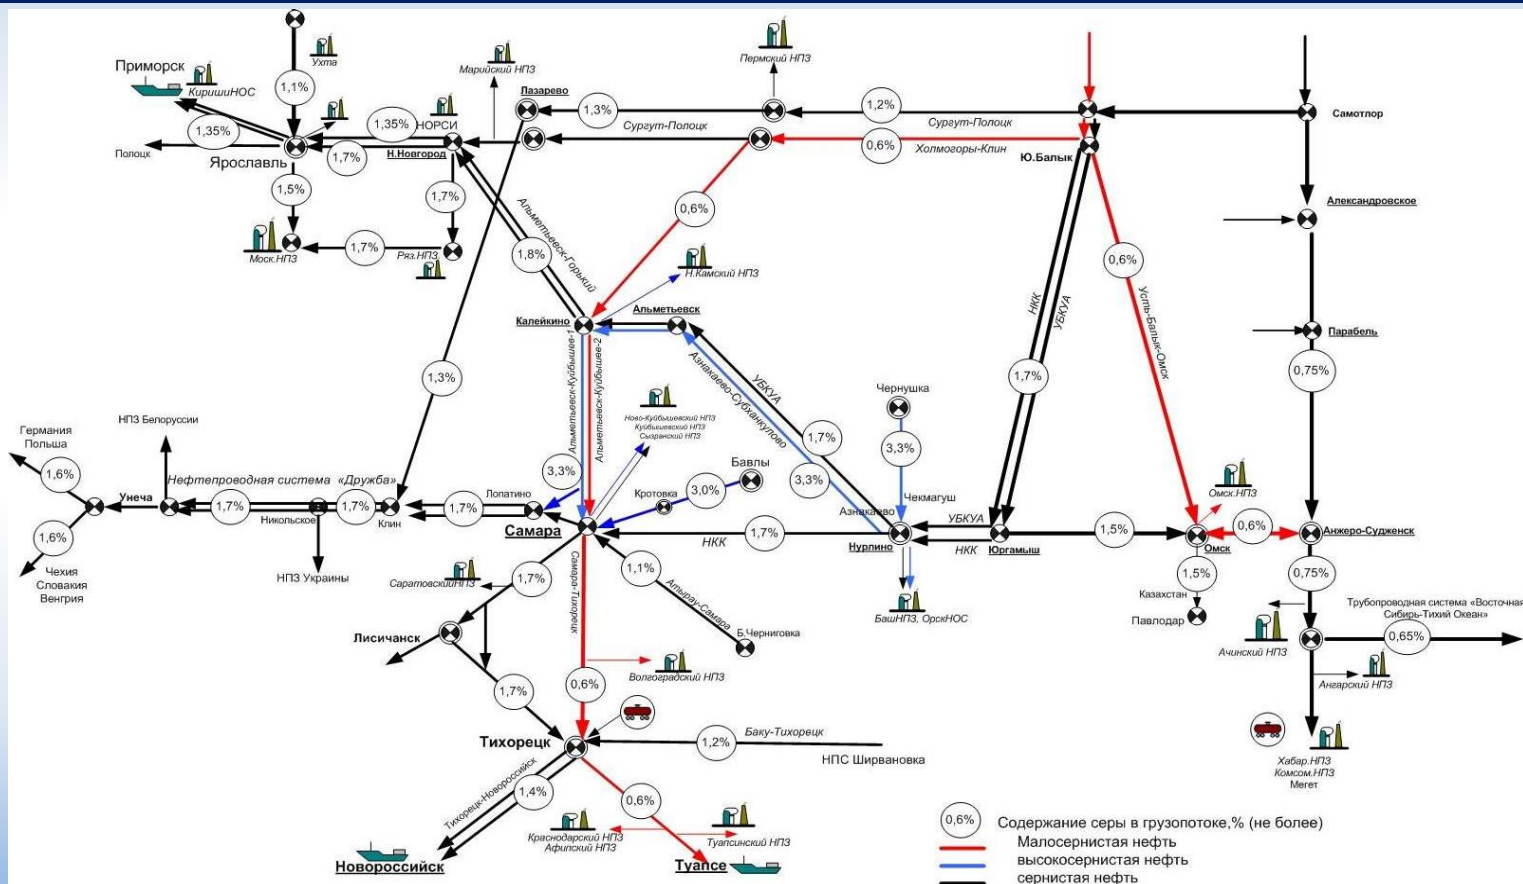 Ухта
1,1%
Приморск
КиришиНОС
1,35%
1,35%
НОРСИ
Полоцк
Ярославль
1,7%
Н.Новгород
1,5%
1,7%
Моск.НПЗ
1,7%
Ряз.НПЗ
Марийский НПЗ
Лазарево
1,3%
Сургут-Полоцк
Пермский НПЗ
1,2%
Сургут-Полоцк
0,6%
Холмогоры-Клин
Ю.Балык
Самотлор
Александровское
Парабель
0,75%
0,6%
Альметьевск-Горький
1,8%
Н.Камский НПЗ
Калейкино
Альметьевск
Альметьевск-Куйбышев-1
Альметьевск-Куйбышев-2
1,3%
УБКУА
Азнакаево-Субханкулово
1,7%
3,3%
НКК
УБКУА
1,7%
0,6%
Усть-Балык-Омск
Чернушка
3,3%
Чекмагуш
Азнакаево
Нурлино
Ново-Куйбышевский НПЗ
Куйбышевский НПЗ
Сызранский НПЗ
3,3%
Бавлы
3,0%
Кротовка
НПЗ Белоруссии
Германия
Польша
1,6%
Нефтепроводная система «Дружба»
Унеча
1,7%
Никольское
1,7%
Клин
1,7%
Лопатино
Самара
1,6%
Чехия
Словакия
Венгрия
НПЗ Украины
НКК
1,7%
УБКУА
НКК
Юргамыш
1,5%
Омск.НПЗ
Омск
0,6%
Анжеро-Судженск
1,5%
Казахстан
Павлодар
0,75%
Трубопроводная система «Восточная
Сибирь-Тихий Океан»
0,65%
Ачинский НПЗ
Ангарский НПЗ
Хабар.НПЗ
Комсом.НПЗ
Мегет
БашНПЗ, ОрскНОС
СаратовскийНПЗ
1,7%
Самара-Тихорецк
1,1%
Атырау-Самара
Б.Черниговка
Лисичанск
Волгоградский НПЗ
1,7%
0,6%
Тихорецк
1,2%
Баку-Тихорецк
НПС Ширвановка
Тихорецк-Новороссийск
1,4%
0,6%
Краснодарский НПЗ
Афипский НПЗ
Туапсинский НПЗ
Новороссийск
Туапсе
0,6%
Содержание серы в грузопотоке,% (не более)
Малосернистая нефть
высокосернистая нефть
сернистая нефть